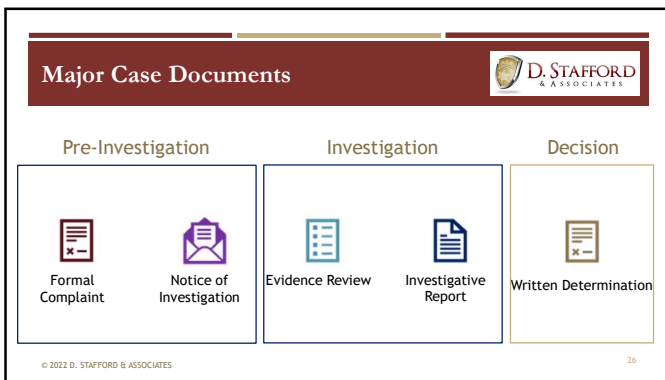 Major Case Documents
D. STAFFORD
& ASSOCIATES
Pre-Investigation
Investigation
Decision
Formal
Complaint
Notice of
Investigation
Evidence Review
Investigative
Report
Written Determination
© 2022 D. STAFFORD & ASSOCIATES
26